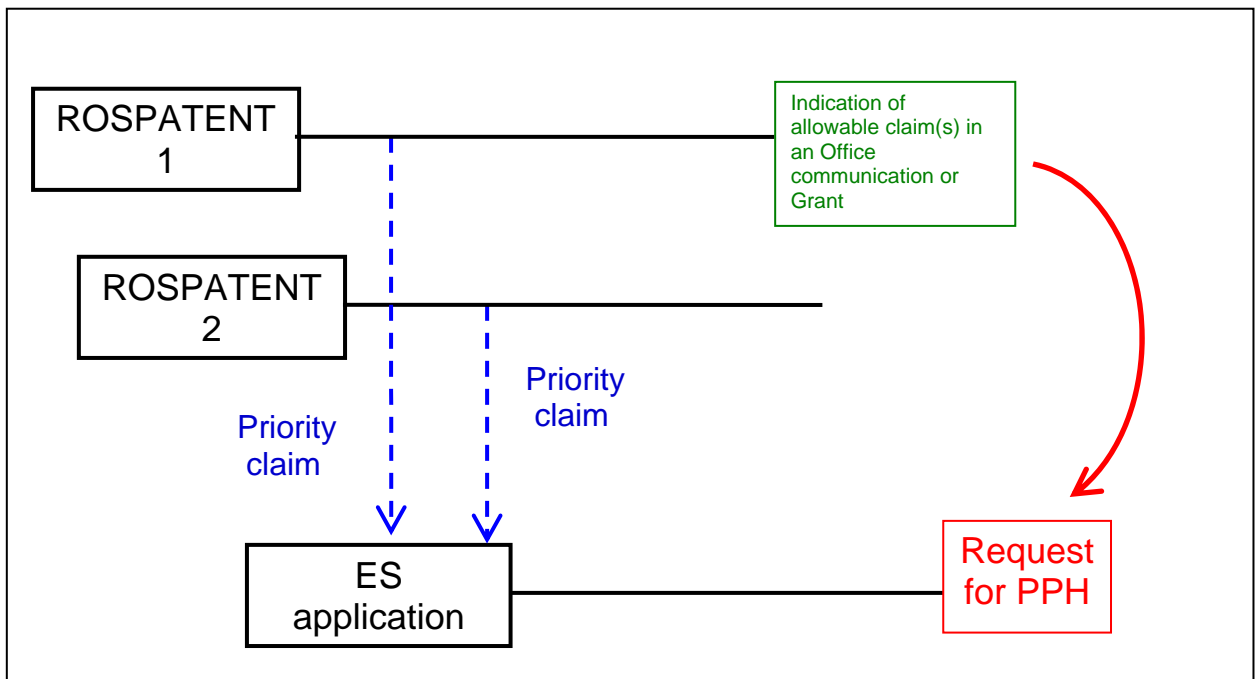 ROSPATENT
1
Indication of
allowable claim(s) in
an Office
communication or
Grant
ROSPATENT
2
Priority
claim
Priority
claim
ES
application
Request
for PPH